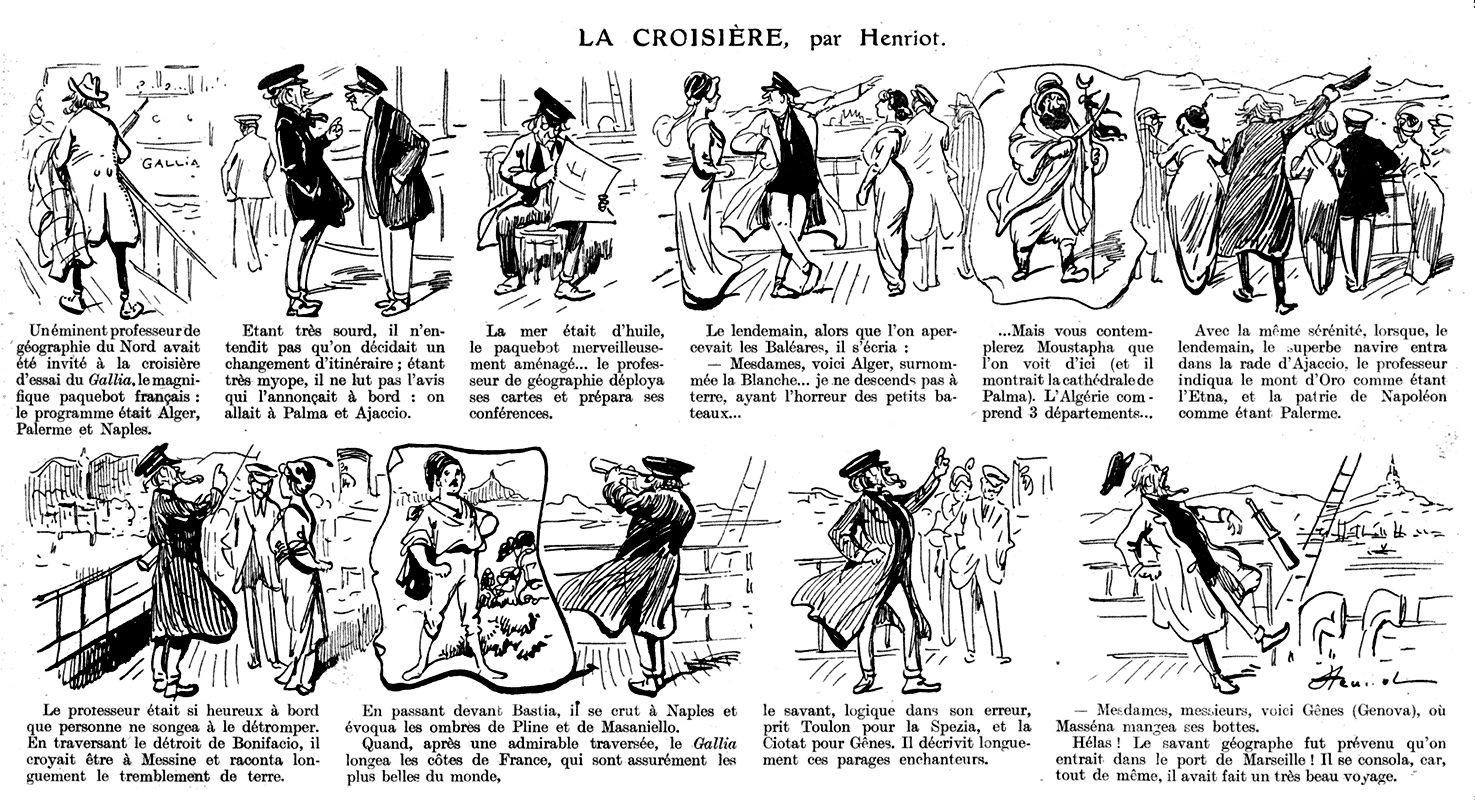 LA CROISIÈRE, par Henriot.
GALLIA
Un éminent professeur de
géographie du Nord avait
été invité à la croisière
d'essai du Gallia, le magni-
fique paquebot français :
le programme était Alger,
Palerme et Naples.
Etant très sourd, il n'en-
tendit pas qu'on décidait un
changement d'itinéraire ; étant
très myope, il ne lut pas l'avis
qui l'annonçait à bord : on
allait à Palma et Ajaccio.
La mer était d'huile,
le paquebot merveilleuse-
ment aménagé... le profes-
seur de géographie déploya
ses cartes et prépara ses
conférences.
Le lendemain, alors que l'on aper-
cevait les Baléares, il s'écria :
— Mesdames, voici Alger, surnom-
mée la Blanche... je ne descends pas à
terre, ayant l'horreur des petits ba-
teaux...
...Mais vous contem-
plerez Moustapha que
l'on voit d'ici (et il
montrait la cathédrale de
Palma). L'Algérie com-
prend 3 départements...
Avec la même sérénité, lorsque, le
lendemain, le superbe navire entra
dans la rade d'Ajaccio, le professeur
indiqua le mont d'Oro comme étant
l'Etna, et la patrie de Napoléon
comme étant Palerme.
Le professeur était si heureux à bord
que personne ne songea à le détromper.
En traversant le détroit de Bonifacio, il
croyait être à Messine et raconta lon-
guement le tremblement de terre.
En passant devant Bastia, il se crut à Naples et
évoqua les ombres de Pline et de Masaniello.
Quand, après une admirable traversée, le Gallia
longea les côtes de France, qui sont assurément les
plus belles du monde,
le savant, logique dans son erreur,
prit Toulon pour la Spezia, et la
Ciotat pour Gênes. Il décrivit longue-
ment ces parages enchanteurs.
— Mesdames, messieurs, voici Gênes (Genova), où
Masséna mangea ses bottes.
Hélas ! Le savant géographe fut prévenu qu'on
entrait dans le port de Marseille ! Il se consola, car,
tout de même, il avait fait un très beau voyage.
Henriot